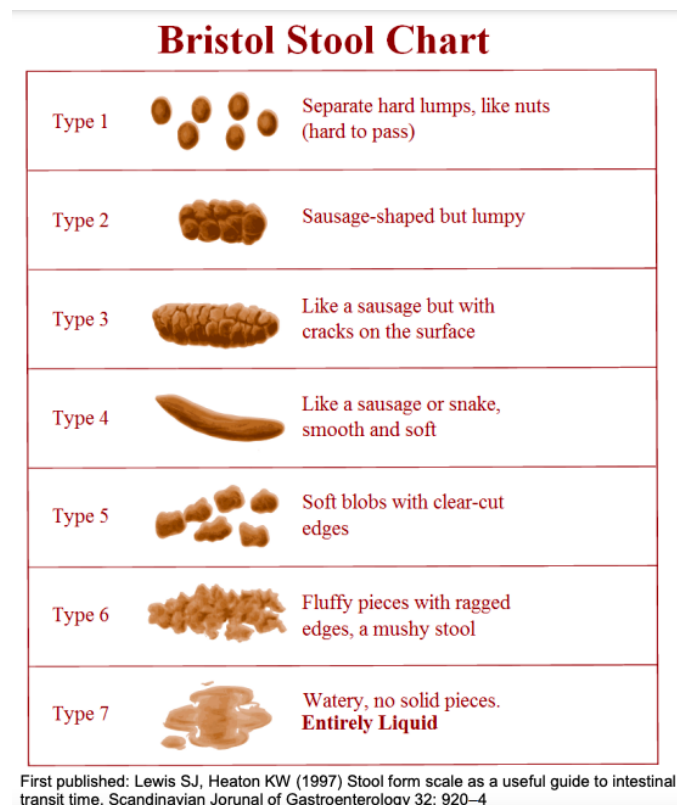 Bristol Stool Chart
Type 1
Separate hard lumps, like nuts
(hard to pass)
Type 2
Sausage-shaped but lumpy
Type 3
Like a sausage but with
cracks on the surface
Type 4
Like a sausage or snake,
smooth and soft
Type 5
Soft blobs with clear-cut
edges
Type 6
Fluffy pieces with ragged
edges, a mushy stool
Type 7
Watery, no solid pieces.
Entirely Liquid
First published: Lewis SJ, Heaton KW (1997) Stool form scale as a useful guide to intestinal
transit time. Scandinavian Jorunal of Gastroenterology 32: 920–4